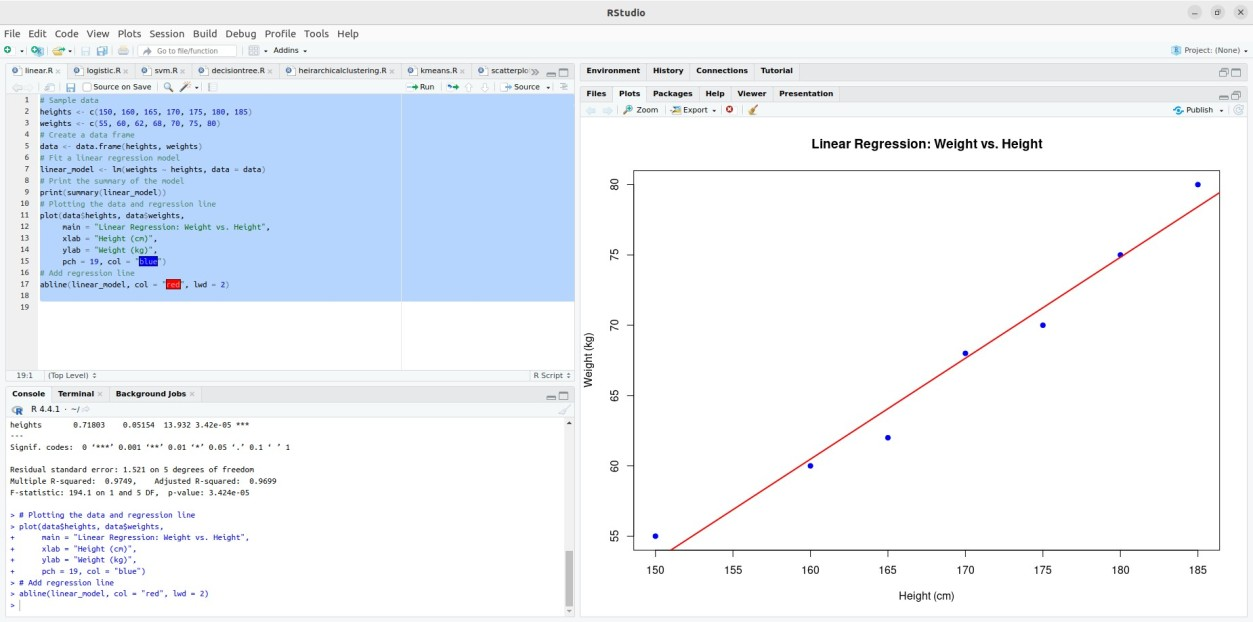 RStudio
File Edit Code View Plots Session Build Debug Profile Tools Help
Go to file/function
Addins
Project: (None)
linear.R
logistic.R
svm.R
decisiontree.R
heirarchicalclustering.R
kmeans.R
scatterplo
Source on Save
Run
Source
1 # Sample data
2 heights <- c(150, 160, 165, 170, 175, 180, 185)
3 weights <- c(55, 60, 62, 68, 70, 75, 80)
4 # Create a data frame
5 data <- data.frame(heights, weights)
6 # Fit a linear regression model
7 linear_model <- lm(weights ~ heights, data = data)
8 # Print the summary of the model
9 print(summary(linear_model))
10 # Plotting the data and regression line
11 plot(data$heights, data$weights,
12 main = "Linear Regression: Weight vs. Height",
13 xlab = "Height (cm)",
14 ylab = "Weight (kg)",
15 pch = 19, col = "blue")
16 # Add regression line
17 abline(linear_model, col = "red", lwd = 2)
18
19
19:1 (Top Level) R Script
Console Terminal Background Jobs
R 4.4.1 · ~/
heights 0.71803 0.05154 13.932 3.42e-05 ***
---
Signif. codes: 0 ‘***’ 0.001 ‘**’ 0.01 ‘*’ 0.05 ‘.’ 0.1 ‘ ’ 1
Residual standard error: 1.521 on 5 degrees of freedom
Multiple R-squared: 0.9749, Adjusted R-squared: 0.9699
F-statistic: 194.1 on 1 and 5 DF, p-value: 3.424e-05
> # Plotting the data and regression line
> plot(data$heights, data$weights,
+ main = "Linear Regression: Weight vs. Height",
+ xlab = "Height (cm)",
+ ylab = "Weight (kg)",
+ pch = 19, col = "blue")
> # Add regression line
> abline(linear_model, col = "red", lwd = 2)
>
Environment History Connections Tutorial
Files Plots Packages Help Viewer Presentation
Zoom Export Publish
Linear Regression: Weight vs. Height
80
75
70
65
60
55
Weight (kg)
150 155 160 165 170 175 180 185
Height (cm)